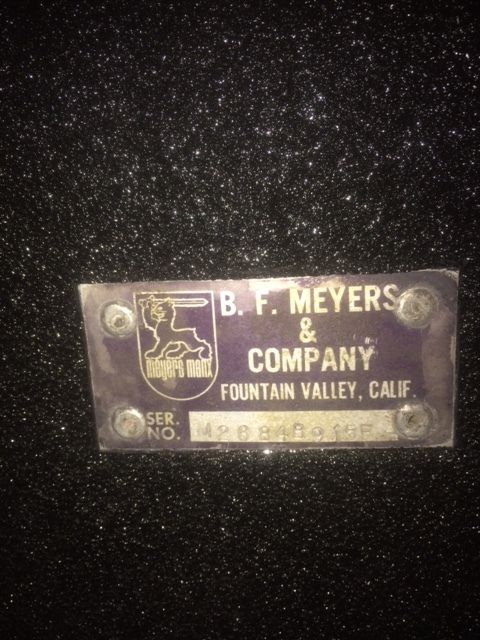 B. F. MEYERS
&
COMPANY
FOUNTAIN VALLEY, CALIF.
meyers manx
SER.
NO.